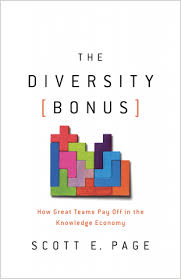 THE
DIVERSITY
[BONUS]
How Great Teams Pay Off in the
Knowledge Economy
SCOTT E. PAGE